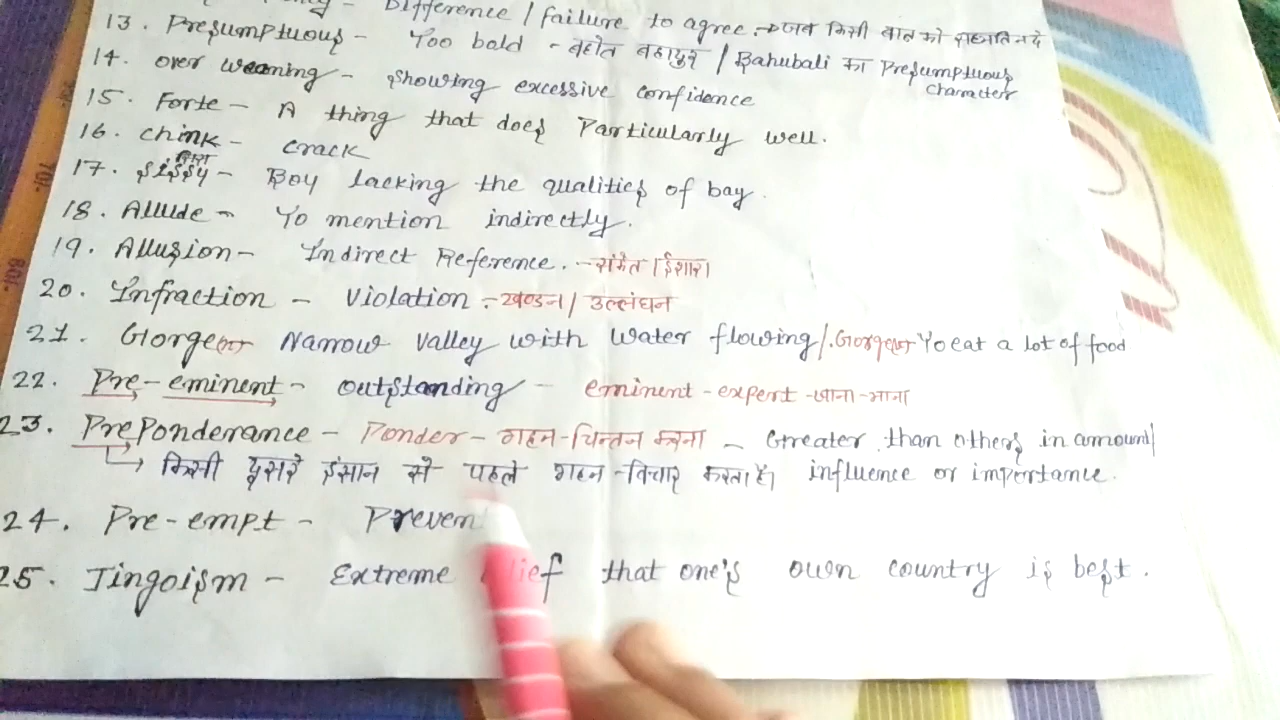 Difference / failure to agree → जब किसी बात को सहमति न दे
13. Presumptuous - Too bold - बहोत बहादुर / Bahubali का Presumptuous character
14. over weaning - showing excessive confidence
15. Forte - A thing that does Particularly well.
16. chink - crack
17. sissy - Boy lacking the qualities of boy.
18. Allude - To mention indirectly.
19. Allusion - Indirect Reference. - संकेत / ईशारा
20. Infraction - Violation - खण्डन / उल्लंघन
21. Gorge Narrow valley with water flowing /. Gorge To eat a lot of food
22. Pre-eminent - outstanding - eminent - expert - जाना - माना
23. PrePonderance - Ponder - गहन - चिन्तन करना - Greater than others in amount/
→ किसी दूसरे इंसान से पहले गहन - विचार करता है। influence or importance.
24. Pre-empt - Preven
25. Jingoism - Extreme lief that one's own country is best.